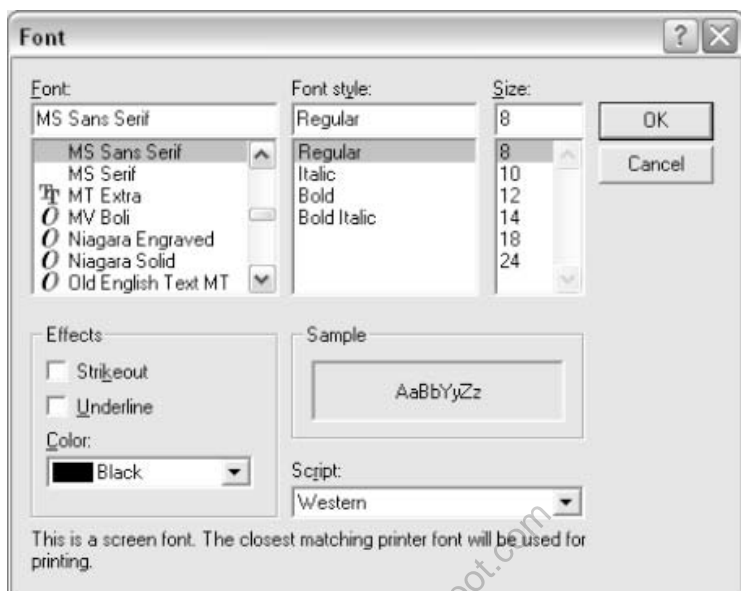 Font
Font: Font style: Size:
MS Sans Serif Regular 8 OK
MS Sans Serif Regular 8 Cancel
MS Serif Italic 10
MT Extra Bold 12
MV Boli Bold Italic 14
Niagara Engraved 18
Niagara Solid 24
Old English Text MT
Effects Sample
Strikeout AaBbYyZz
Underline
Color:
Black Script:
Western
This is a screen font. The closest matching printer font will be used for
printing.